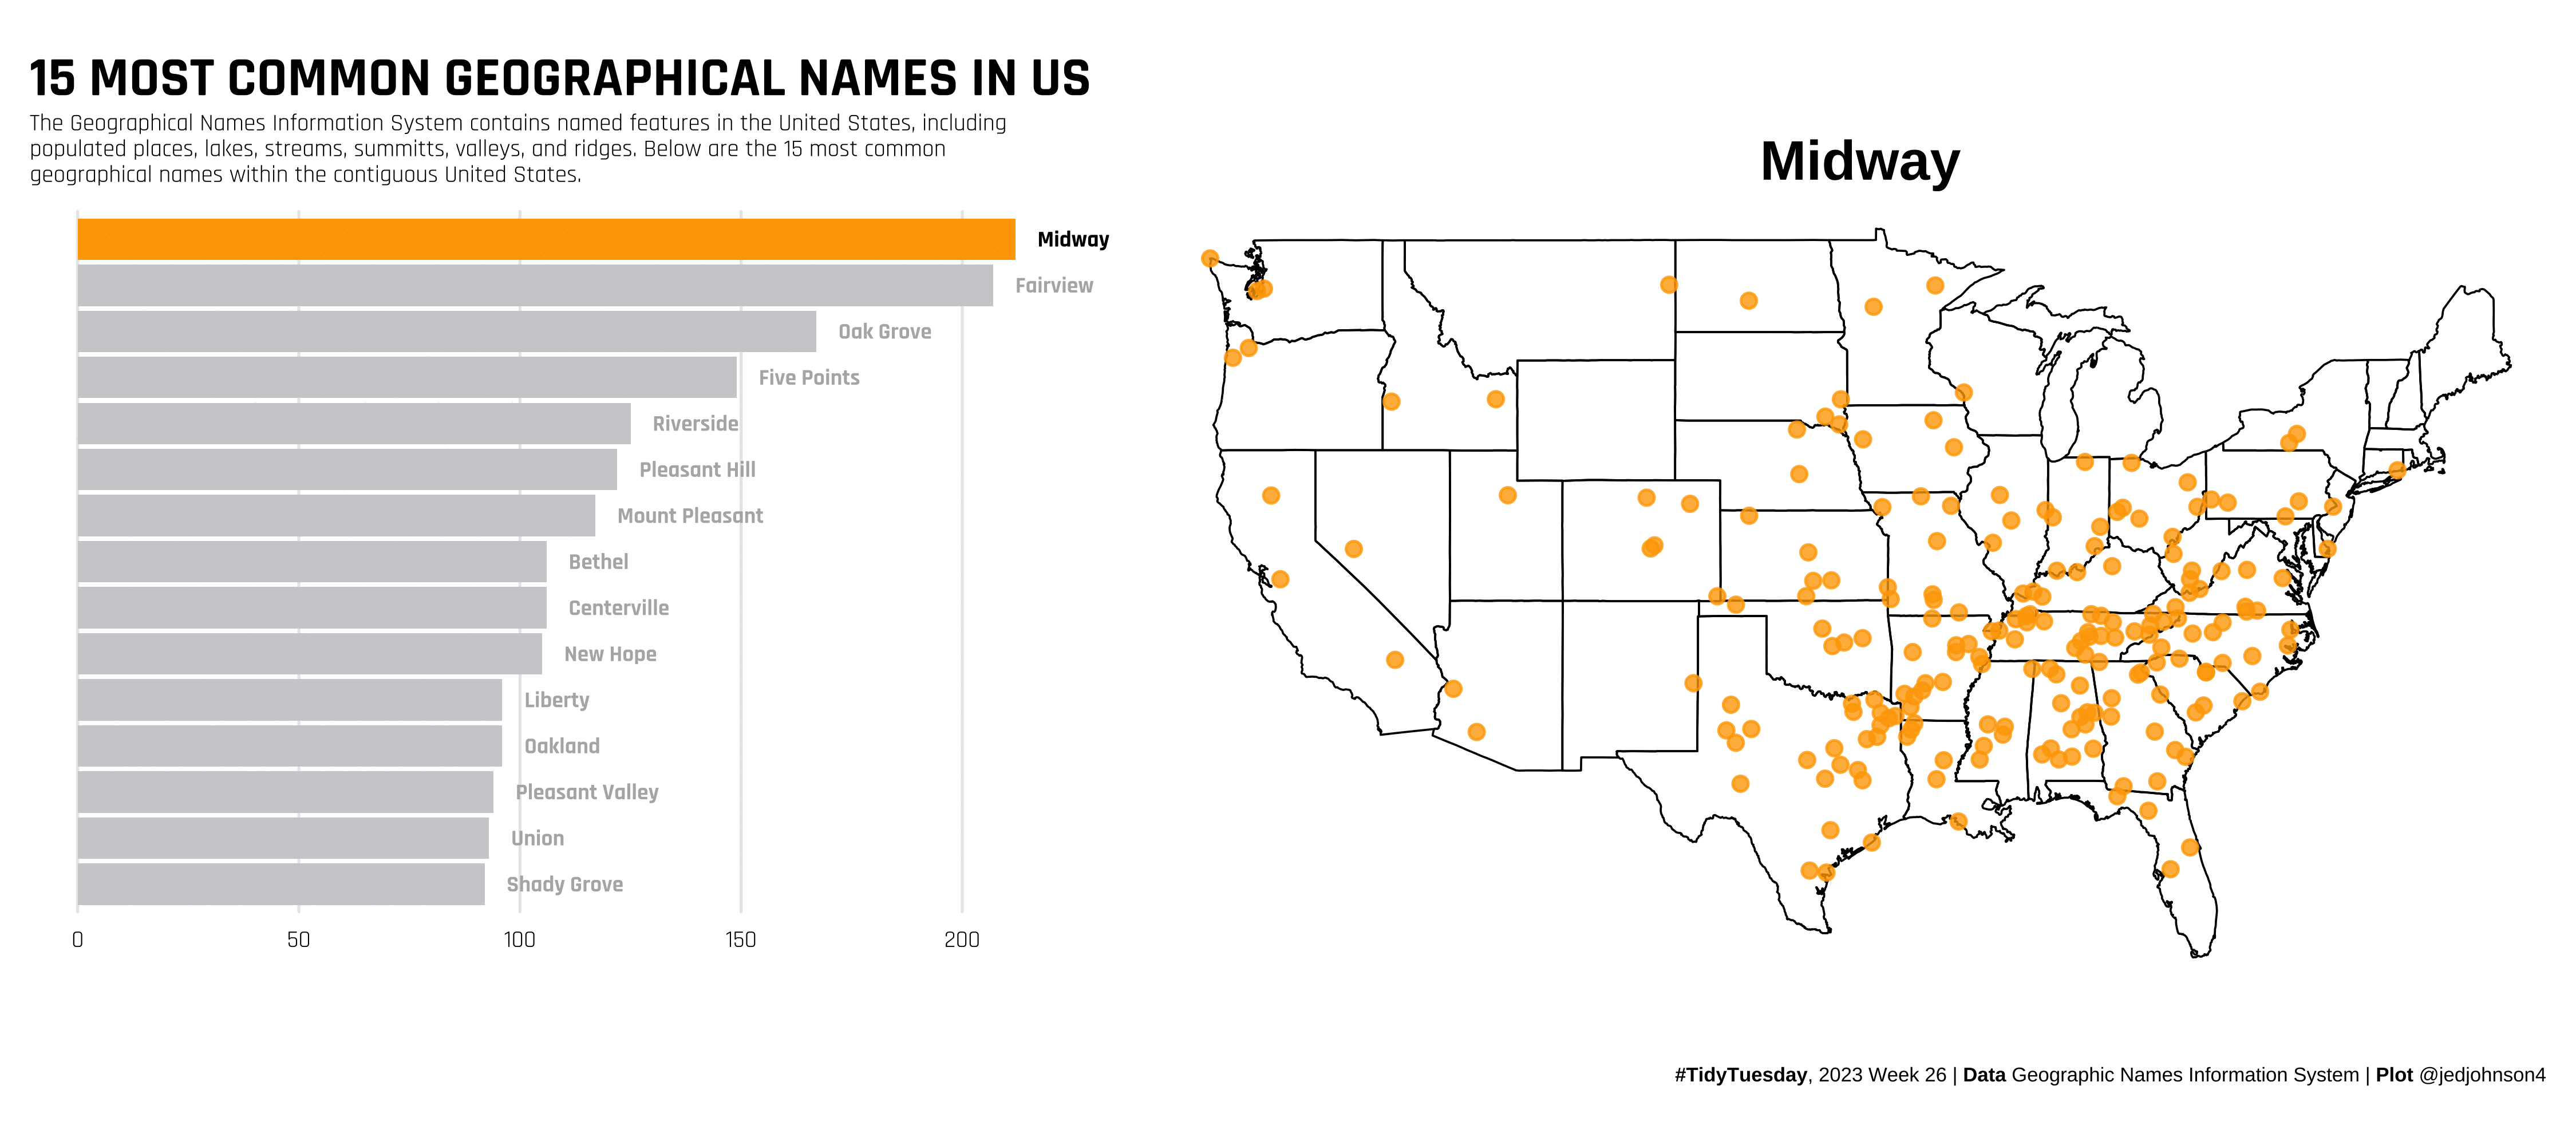 15 MOST COMMON GEOGRAPHICAL NAMES IN US
The Geographical Names Information System contains named features in the United States, including
populated places, lakes, streams, summitts, valleys, and ridges. Below are the 15 most common
geographical names within the contiguous United States.
Midway
Fairview
Oak Grove
Five Points
Riverside
Pleasant Hill
Mount Pleasant
Bethel
Centerville
New Hope
Liberty
Oakland
Pleasant Valley
Union
Shady Grove
0 50 100 150 200
Midway
#TidyTuesday, 2023 Week 26 | Data Geographic Names Information System | Plot @jedjohnson4